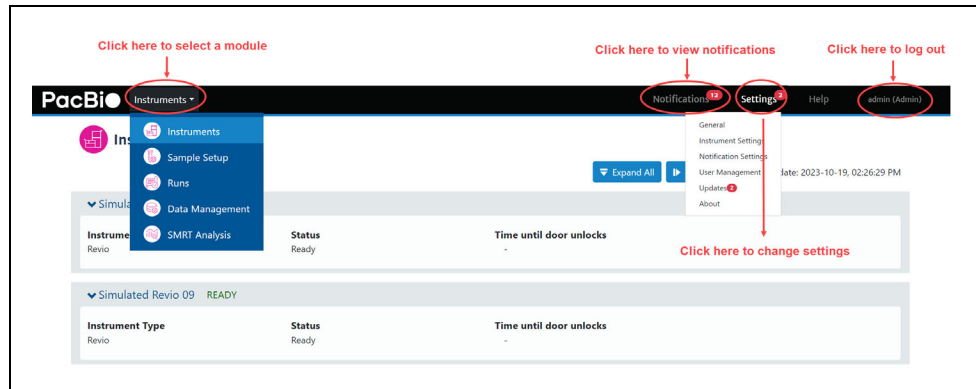 Click here to select a module
Click here to view notifications
Click here to log out
PacBi Instruments
Notifications 12 Settings 2 Help admin (Admin)
Instruments
Sample Setup
Runs
Data Management
SMRT Analysis
General
Instrument Settings
Notification Settings
User Management
Updates 2
About
Ins
Expand All
date: 2023-10-19, 02:26:29 PM
Simula
Instrume Status Time until door unlocks
Revio Ready -
Click here to change settings
Simulated Revio 09 READY
Instrument Type Status Time until door unlocks
Revio Ready -